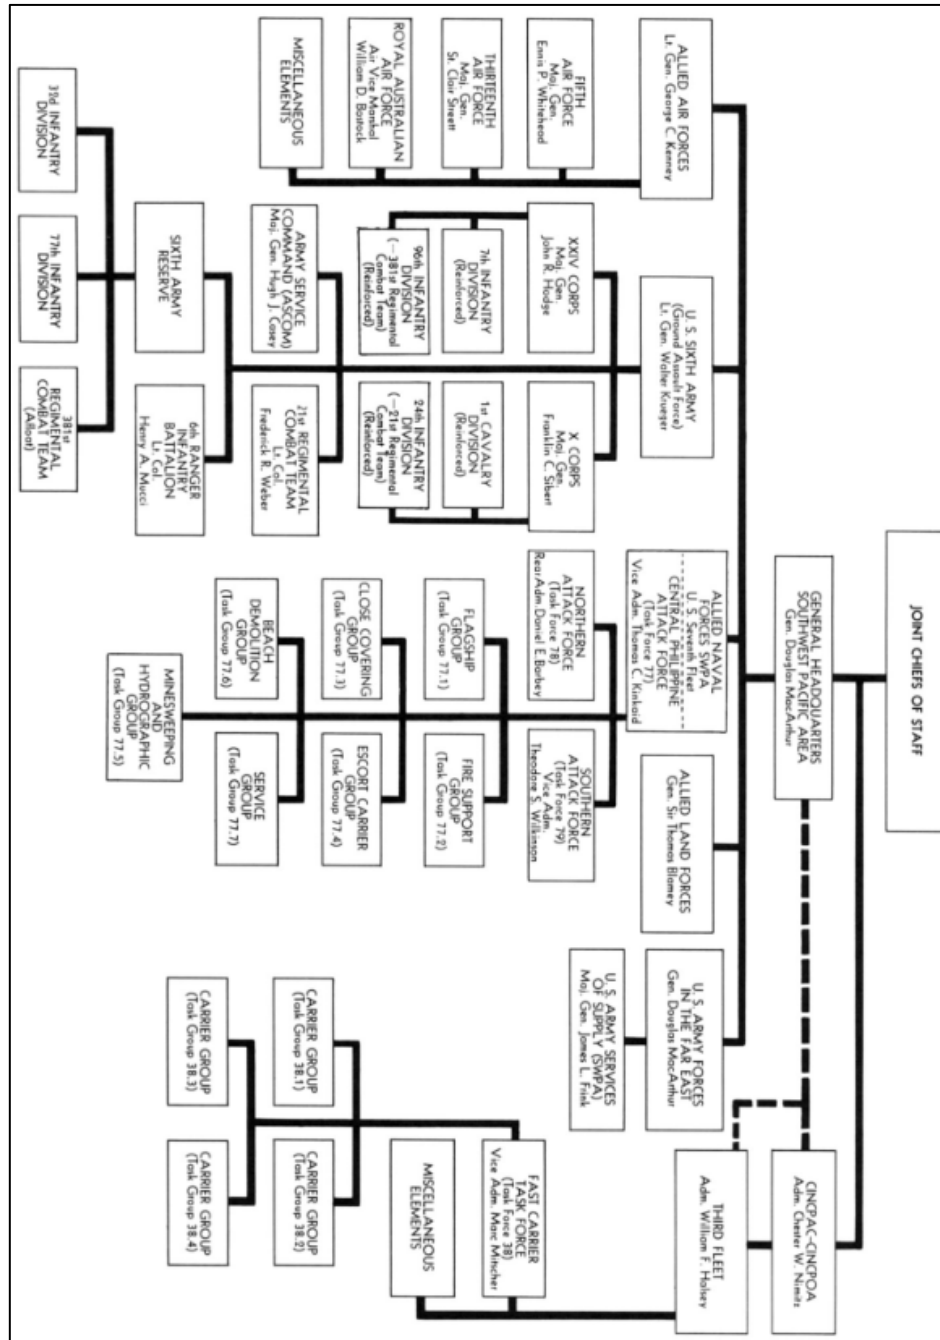 JOINT CHIEFS OF STAFF
GENERAL HEADQUARTERS
SOUTHWEST PACIFIC AREA
Gen. Douglas MacArthur
CINCPAC-CINCPOA
Adm. Chester W. Nimitz
ALLIED AIR FORCES
Lt. Gen. George C. Kenney
U. S. SIXTH ARMY
(Ground Assault Force)
Lt. Gen. Walter Krueger
ALLIED NAVAL
FORCES SWPA
U. S. Seventh Fleet
CENTRAL PHILIPPINE
ATTACK FORCE
(Task Force 77)
Vice Adm. Thomas C. Kinkaid
ALLIED LAND FORCES
Gen. Sir Thomas Blamey
U. S. ARMY FORCES
IN THE FAR EAST
Gen. Douglas MacArthur
THIRD FLEET
Adm. William F. Halsey
FIFTH
AIR FORCE
Maj. Gen.
Ennis P. Whitehead
THIRTEENTH
AIR FORCE
Maj. Gen.
St. Clair Streett
ROYAL AUSTRALIAN
AIR FORCE
Air Vice Marshal
William D. Bostock
MISCELLANEOUS
ELEMENTS
XXIV CORPS
Maj. Gen.
John R. Hodge
X CORPS
Maj. Gen.
Franklin C. Sibert
7th INFANTRY
DIVISION
(Reinforced)
1st CAVALRY
DIVISION
(Reinforced)
96th INFANTRY
DIVISION
(—381st Regimental
Combat Team)
(Reinforced)
24th INFANTRY
DIVISION
(—21st Regimental
Combat Team)
(Reinforced)
ARMY SERVICE
COMMAND (ASCOM)
Maj. Gen. Hugh J. Casey
21st REGIMENTAL
COMBAT TEAM
Lt. Col.
Frederick R. Weber
SIXTH ARMY
RESERVE
6th RANGER
INFANTRY
BATTALION
Lt. Col.
Henry A. Mucci
32d INFANTRY
DIVISION
77th INFANTRY
DIVISION
381st
REGIMENTAL
COMBAT TEAM
(Afloat)
NORTHERN
ATTACK FORCE
(Task Force 78)
Rear Adm. Daniel E. Barbey
SOUTHERN
ATTACK FORCE
(Task Force 79)
Vice Adm.
Theodore S. Wilkinson
FLAGSHIP
GROUP
(Task Group 77.1)
FIRE SUPPORT
GROUP
(Task Group 77.2)
CLOSE COVERING
GROUP
(Task Group 77.3)
ESCORT CARRIER
GROUP
(Task Group 77.4)
BEACH
DEMOLITION
GROUP
(Task Group 77.6)
SERVICE
GROUP
(Task Group 77.7)
MINESWEEPING
AND
HYDROGRAPHIC
GROUP
(Task Group 77.5)
U. S. ARMY SERVICES
OF SUPPLY (SWPA)
Maj. Gen. James L. Frink
FAST CARRIER
TASK FORCE
(Task Force 38)
Vice Adm. Marc Mitscher
MISCELLANEOUS
ELEMENTS
CARRIER GROUP
(Task Group 38.1)
CARRIER GROUP
(Task Group 38.2)
CARRIER GROUP
(Task Group 38.3)
CARRIER GROUP
(Task Group 38.4)